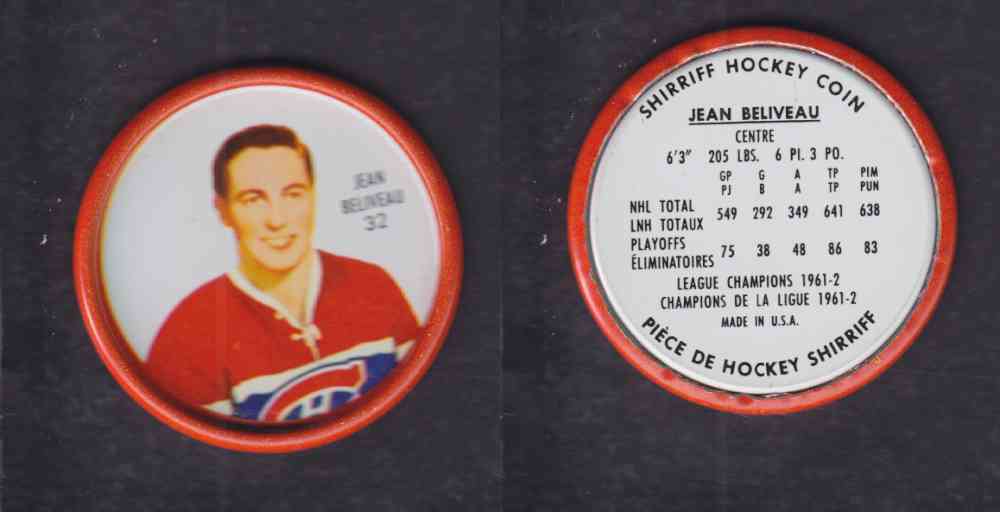 JEAN
BELIVEAU
32
SHIRRIFF HOCKEY COIN
JEAN BELIVEAU
CENTRE
6'3" 205 LBS. 6 PI. 3 PO.
GP G A TP PIM
PJ B A TP PUN
NHL TOTAL
LNH TOTAUX 549 292 349 641 638
PLAYOFFS
ÉLIMINATOIRES 75 38 48 86 83
LEAGUE CHAMPIONS 1961-2
CHAMPIONS DE LA LIGUE 1961-2
MADE IN U.S.A.
PIÈCE DE HOCKEY SHIRRIFF